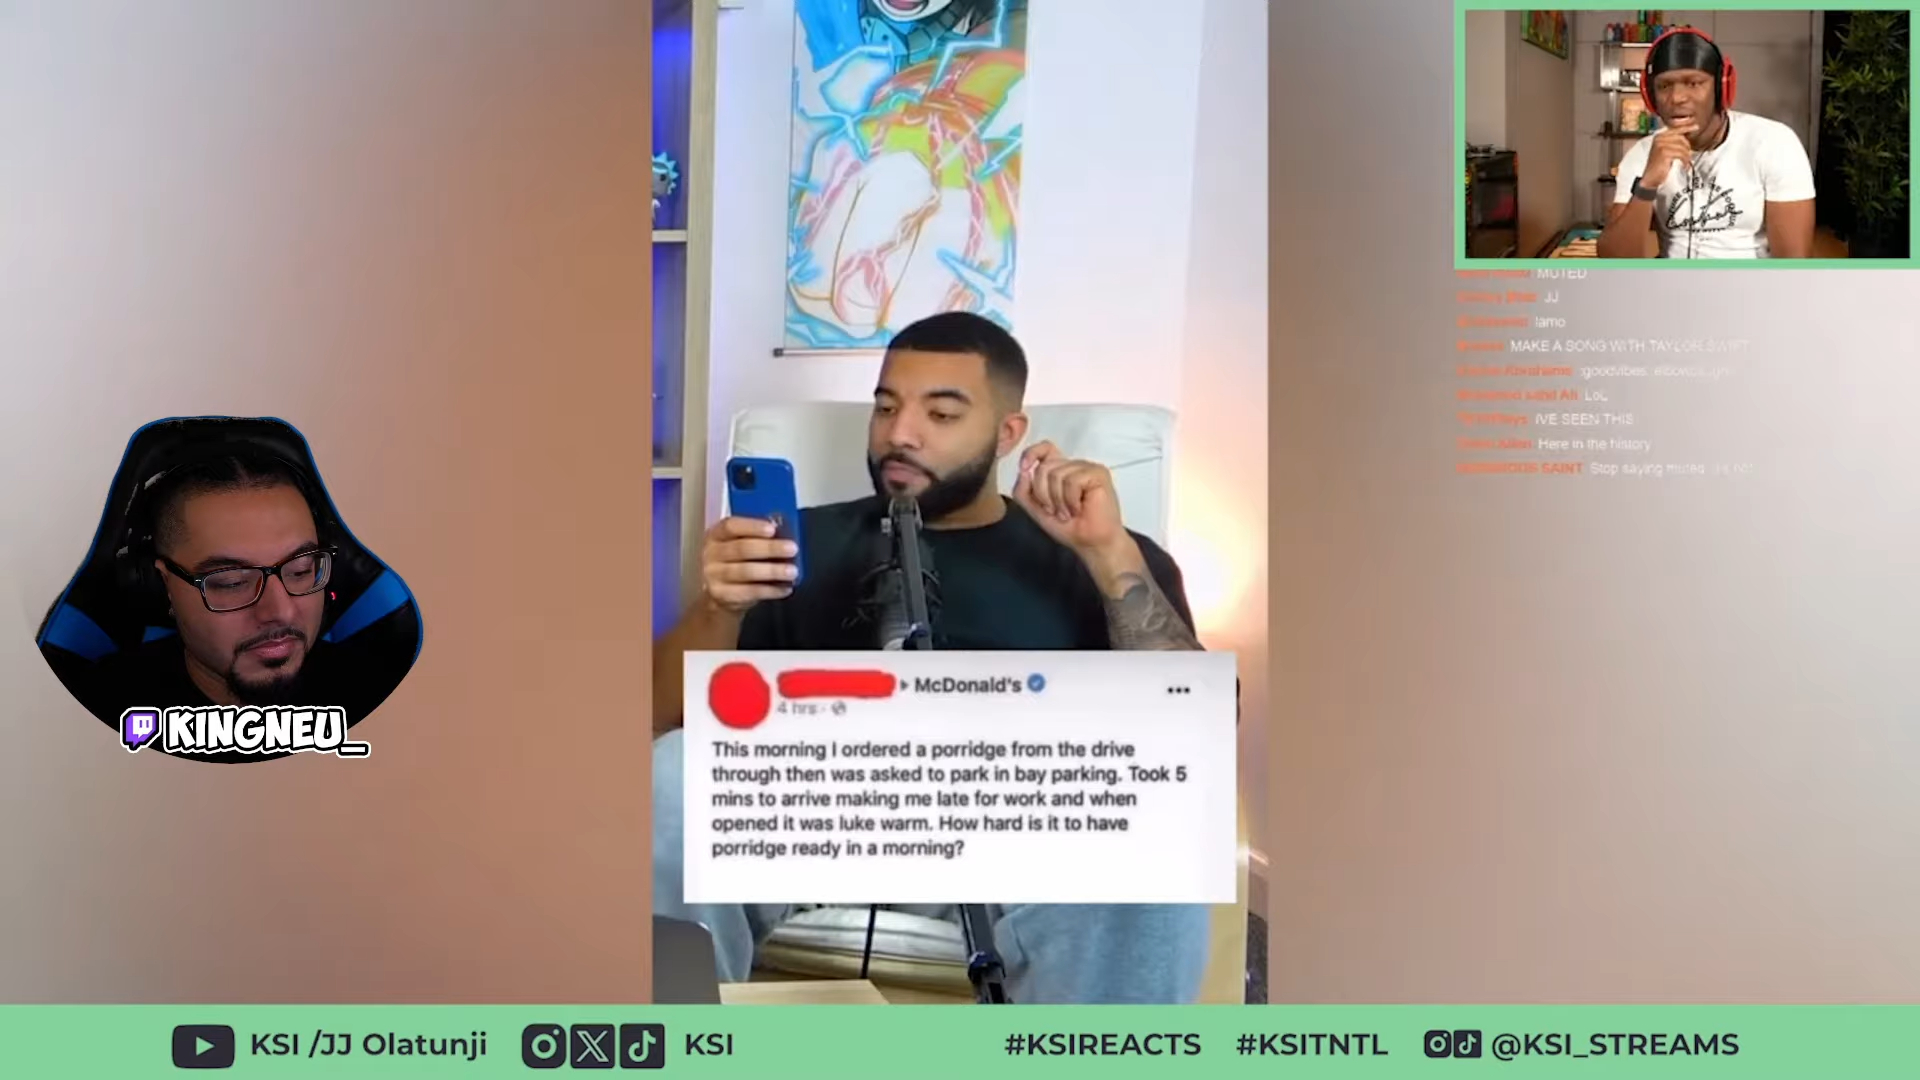 MUTED
JJ
lamo
MAKE A SONG WITH TAYLOR SWIFT
LoL
IVE SEEN THIS
Here in the history
SAINT Stop saying muted
KINGNEU_
McDonald's
4 hrs
This morning I ordered a porridge from the drive
through then was asked to park in bay parking. Took 5
mins to arrive making me late for work and when
opened it was luke warm. How hard is it to have
porridge ready in a morning?
KSI /JJ Olatunji
KSI
#KSIREACTS
#KSITNTL
@KSI_STREAMS